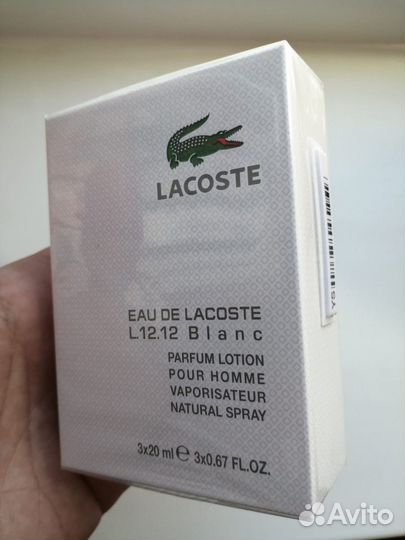 LACOSTE
EAU DE LACOSTE
L.12.12 Blanc
PARFUM LOTION
POUR HOMME
VAPORISATEUR
NATURAL SPRAY
3x20 ml ℮ 3x0.67 FL.OZ.
YS
Avito